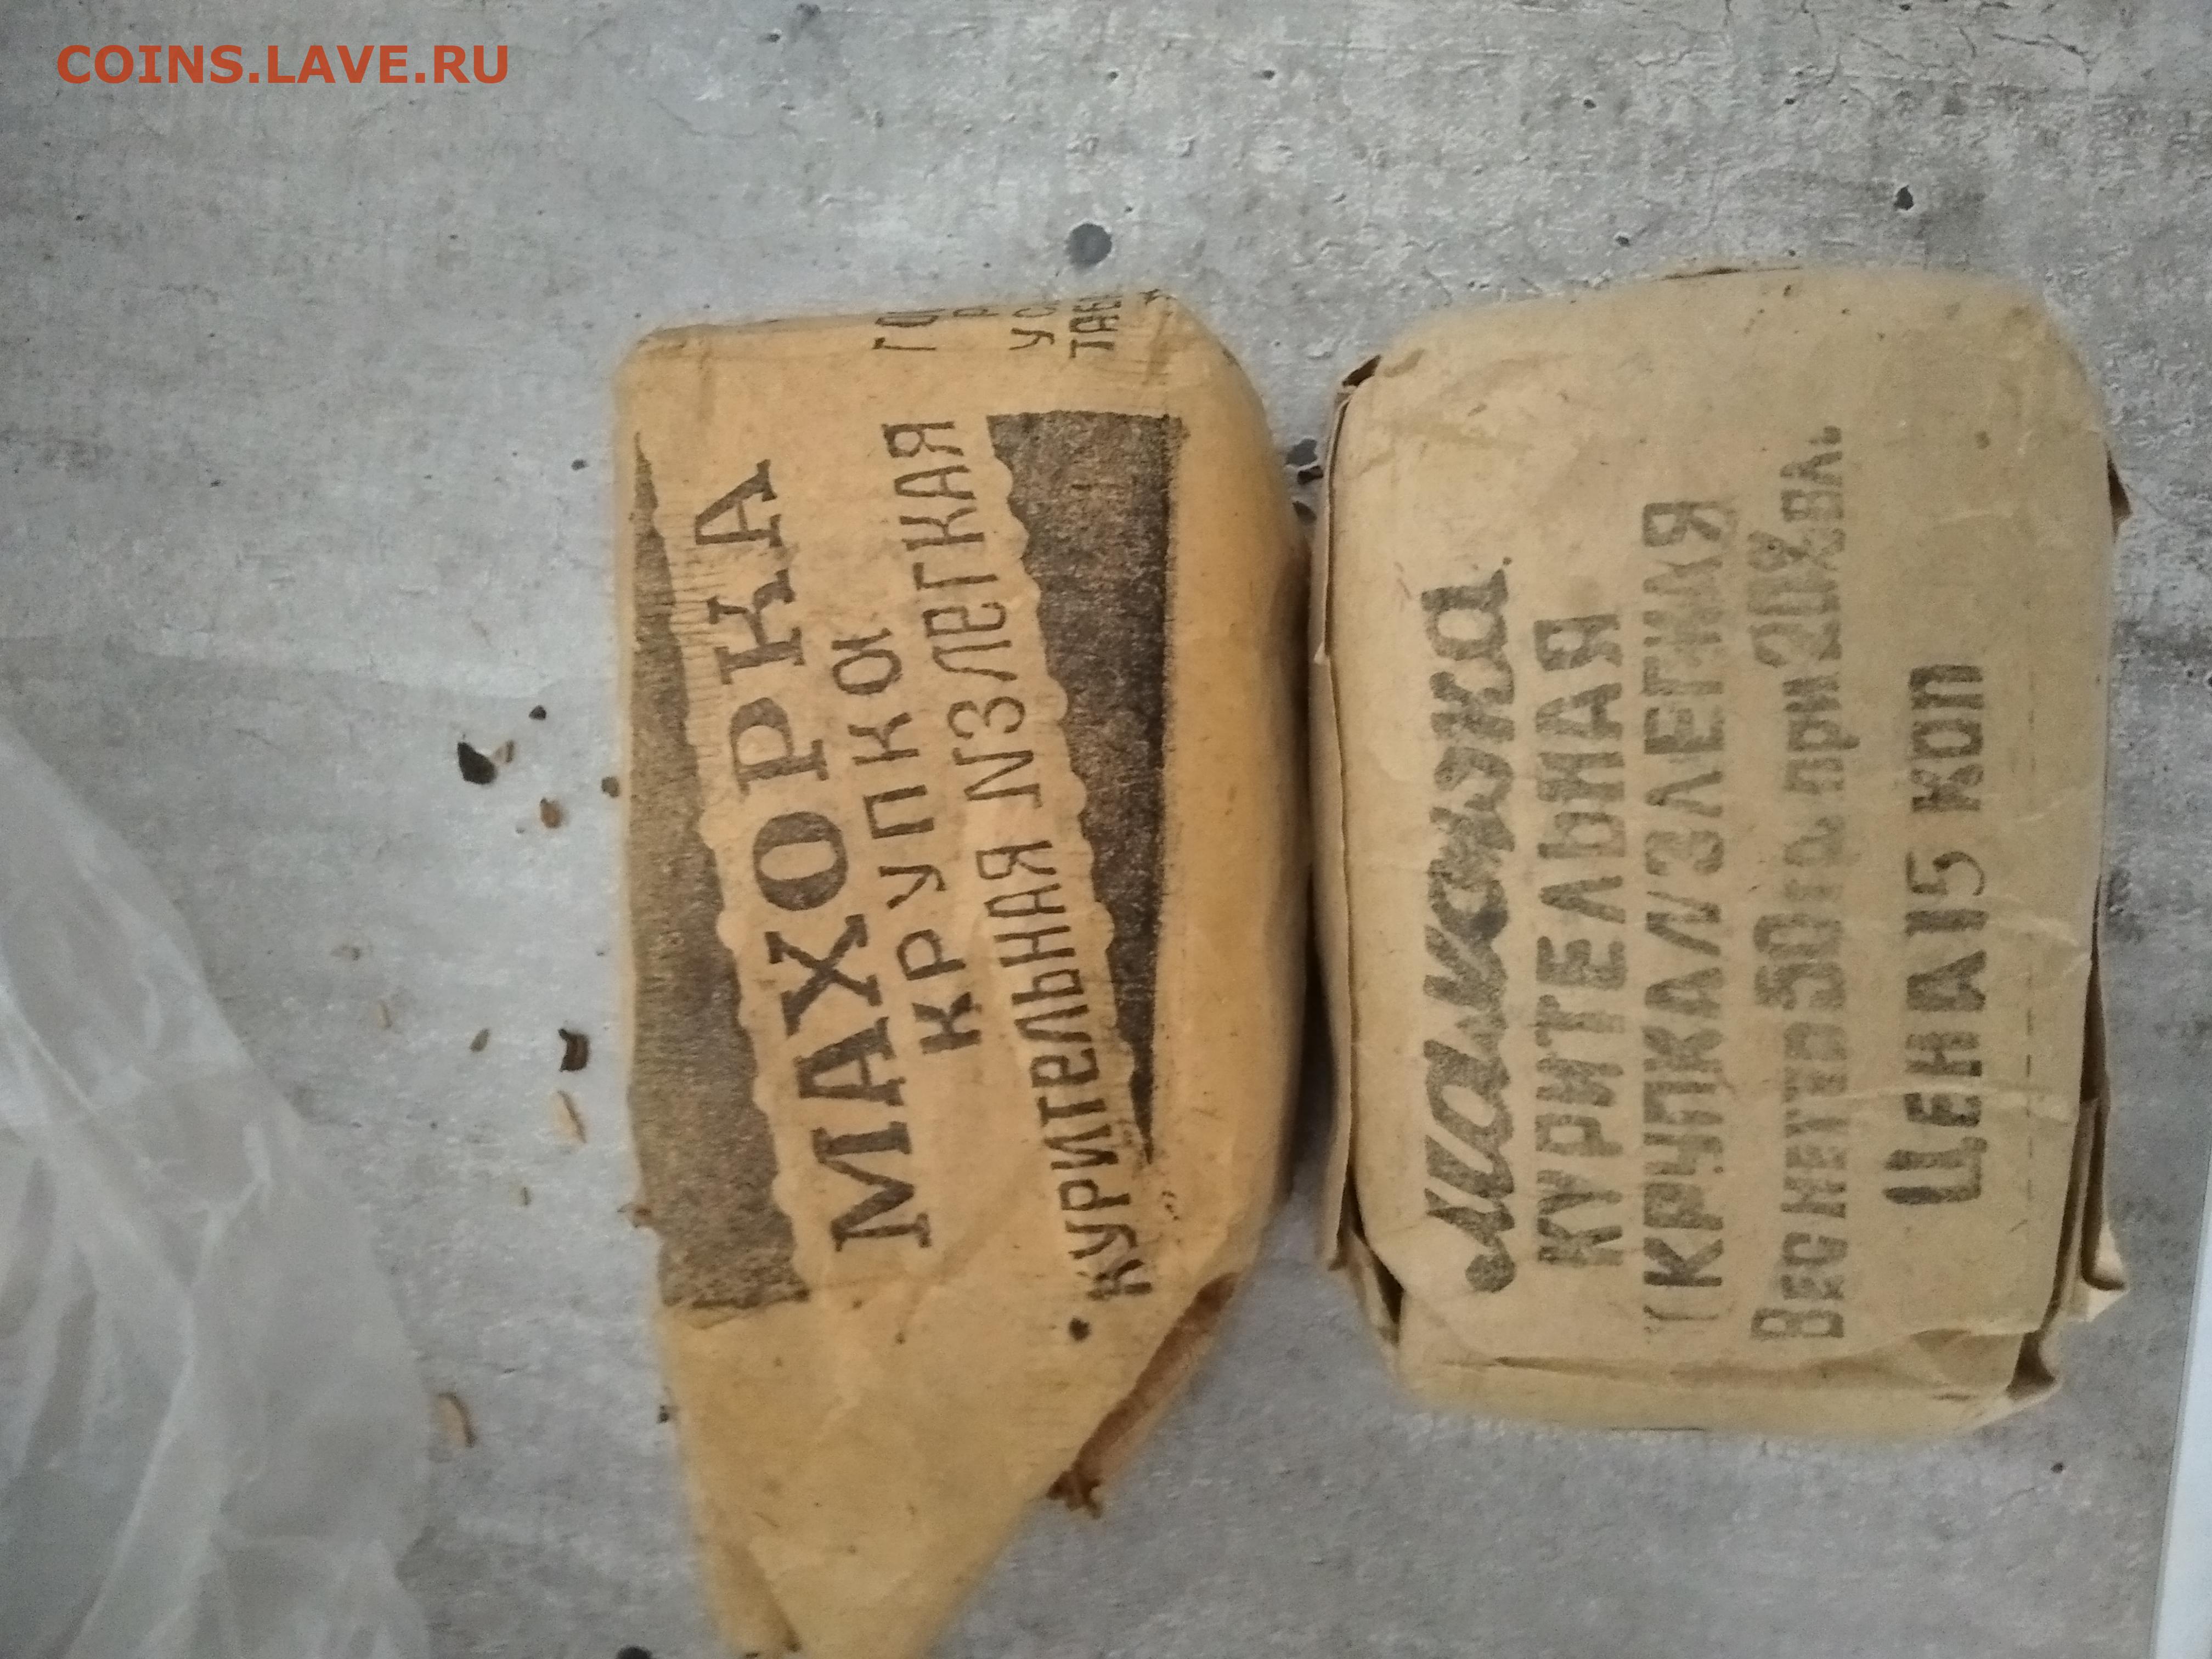 COINS.LAVE.RU
МАХОРКА
КРУПКА
КУРИТЕЛЬНАЯ №3 ЛЕГКАЯ
КУРИТЕЛЬНАЯ
(КРУПКА №3 ЛЕГКАЯ
ВЕС НЕТТО 50 гр. при 20% ВЛ.
ЦЕНА 15 коп